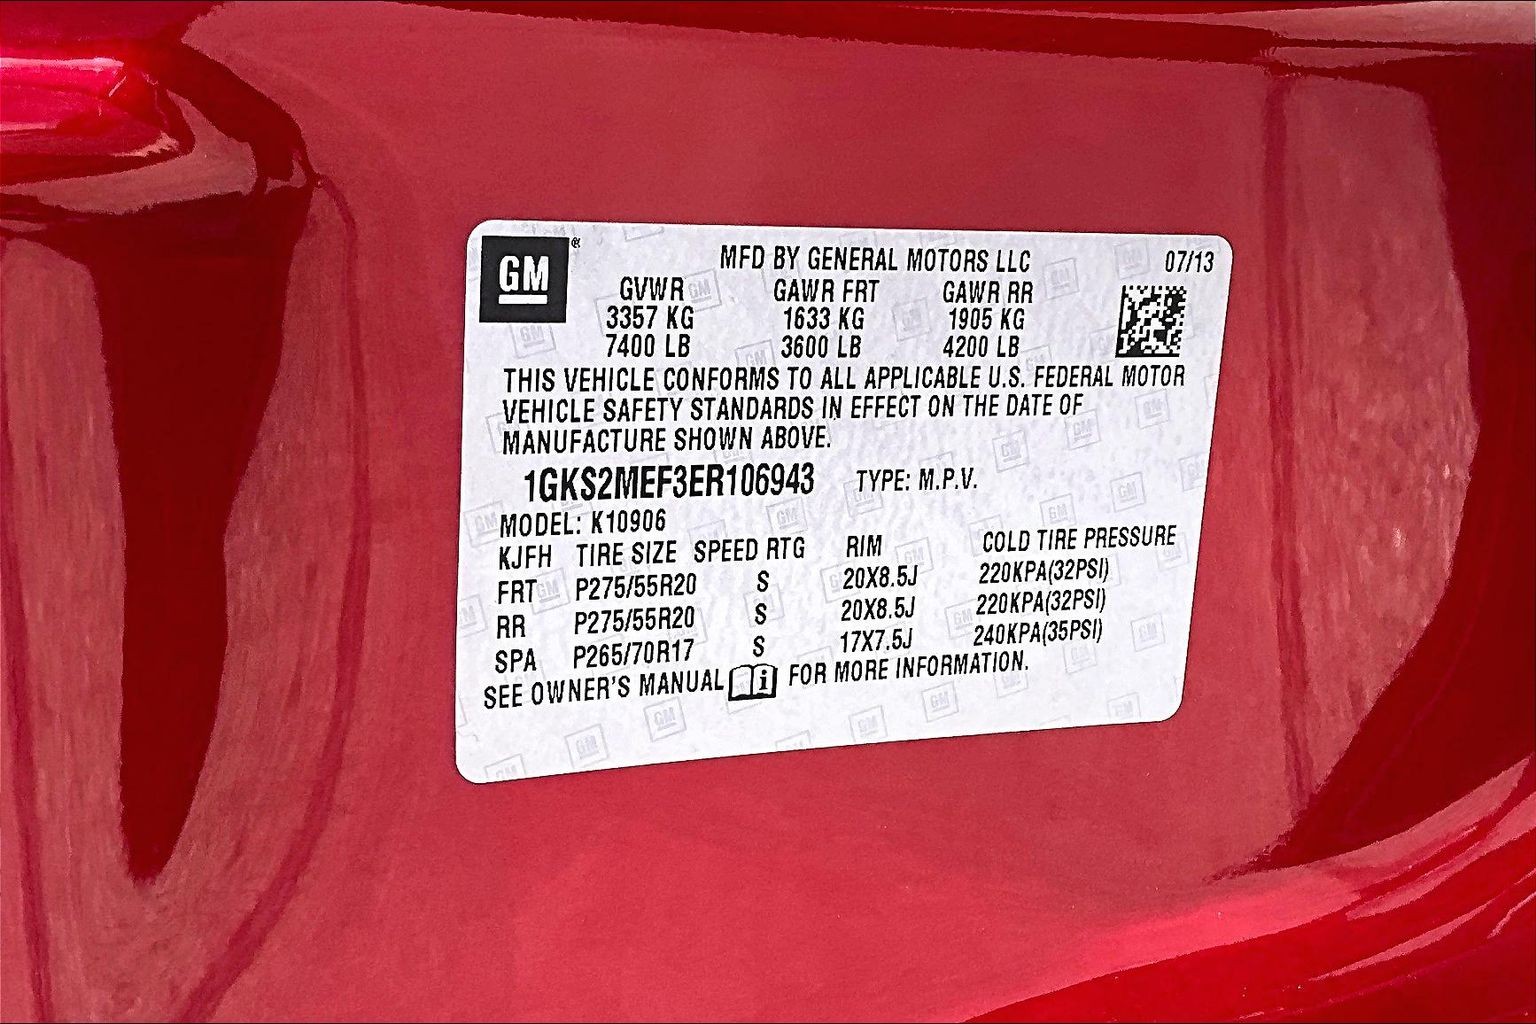 GM®
MFD BY GENERAL MOTORS LLC 07/13
GVWR GAWR FRT GAWR RR
3357 KG 1633 KG 1905 KG
7400 LB 3600 LB 4200 LB
THIS VEHICLE CONFORMS TO ALL APPLICABLE U.S. FEDERAL MOTOR
VEHICLE SAFETY STANDARDS IN EFFECT ON THE DATE OF
MANUFACTURE SHOWN ABOVE.
1GKS2MEF3ER106943 TYPE: M.P.V.
MODEL: K10906
KJFH TIRE SIZE SPEED RTG RIM COLD TIRE PRESSURE
FRT P275/55R20 S 20X8.5J 220KPA(32PSI)
RR P275/55R20 S 20X8.5J 220KPA(32PSI)
SPA P265/70R17 S 17X7.5J 240KPA(35PSI)
SEE OWNER'S MANUAL i FOR MORE INFORMATION.